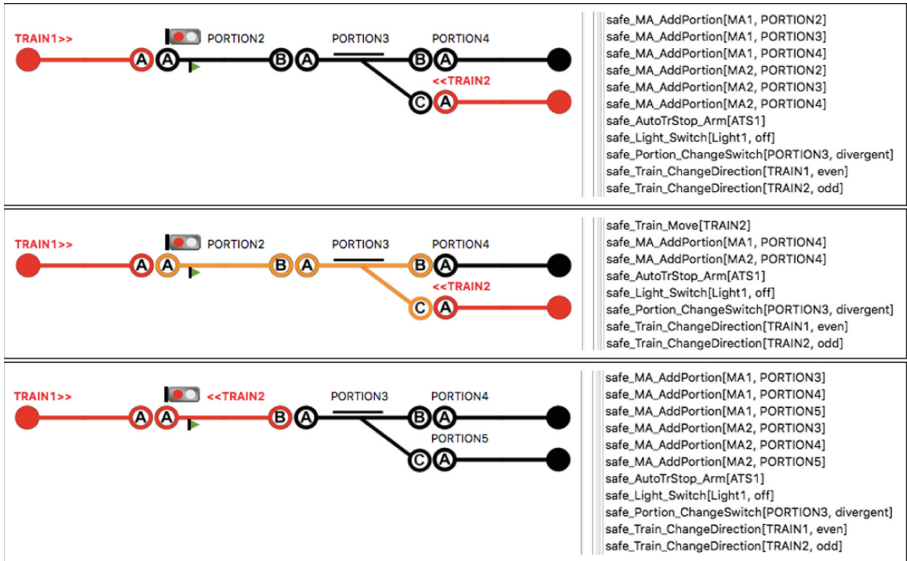 TRAIN1>> PORTION2 PORTION3 PORTION4
A A B A B A
<<TRAIN2
C A
safe_MA_AddPortion[MA1, PORTION2]
safe_MA_AddPortion[MA1, PORTION3]
safe_MA_AddPortion[MA1, PORTION4]
safe_MA_AddPortion[MA2, PORTION2]
safe_MA_AddPortion[MA2, PORTION3]
safe_MA_AddPortion[MA2, PORTION4]
safe_AutoTrStop_Arm[ATS1]
safe_Light_Switch[Light1, off]
safe_Portion_ChangeSwitch[PORTION3, divergent]
safe_Train_ChangeDirection[TRAIN1, even]
safe_Train_ChangeDirection[TRAIN2, odd]
TRAIN1>> PORTION2 PORTION3 PORTION4
A A B A B A
<<TRAIN2
C A
safe_Train_Move[TRAIN2]
safe_MA_AddPortion[MA1, PORTION4]
safe_MA_AddPortion[MA2, PORTION4]
safe_AutoTrStop_Arm[ATS1]
safe_Light_Switch[Light1, off]
safe_Portion_ChangeSwitch[PORTION3, divergent]
safe_Train_ChangeDirection[TRAIN1, even]
safe_Train_ChangeDirection[TRAIN2, odd]
TRAIN1>> <<TRAIN2 PORTION3 PORTION4
A A B A B A
PORTION5
C A
safe_MA_AddPortion[MA1, PORTION3]
safe_MA_AddPortion[MA1, PORTION4]
safe_MA_AddPortion[MA1, PORTION5]
safe_MA_AddPortion[MA2, PORTION3]
safe_MA_AddPortion[MA2, PORTION4]
safe_MA_AddPortion[MA2, PORTION5]
safe_AutoTrStop_Arm[ATS1]
safe_Light_Switch[Light1, off]
safe_Portion_ChangeSwitch[PORTION3, divergent]
safe_Train_ChangeDirection[TRAIN1, even]
safe_Train_ChangeDirection[TRAIN2, odd]